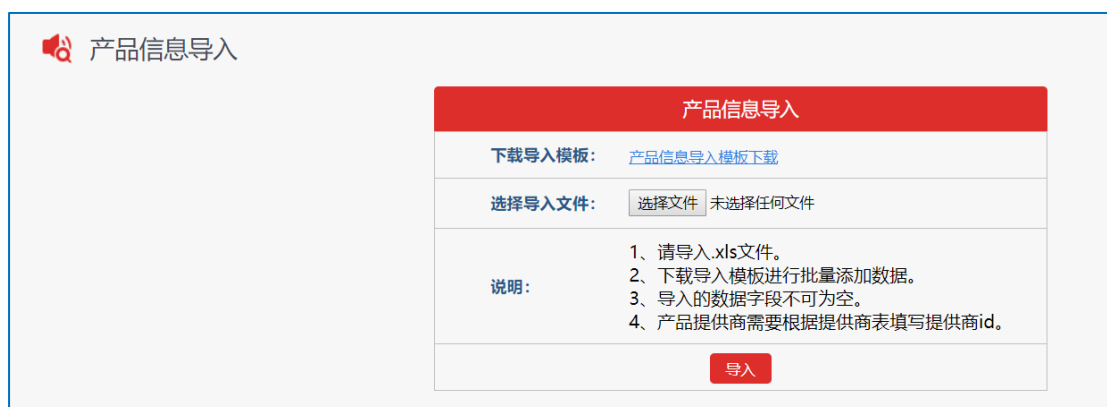 产品信息导入
产品信息导入
下载导入模板: 产品信息导入模板下载
选择导入文件: 选择文件 未选择任何文件
说明:
1、请导入.xls文件。
2、下载导入模板进行批量添加数据。
3、导入的数据字段不可为空。
4、产品提供商需要根据提供商表填写提供商id。
导入